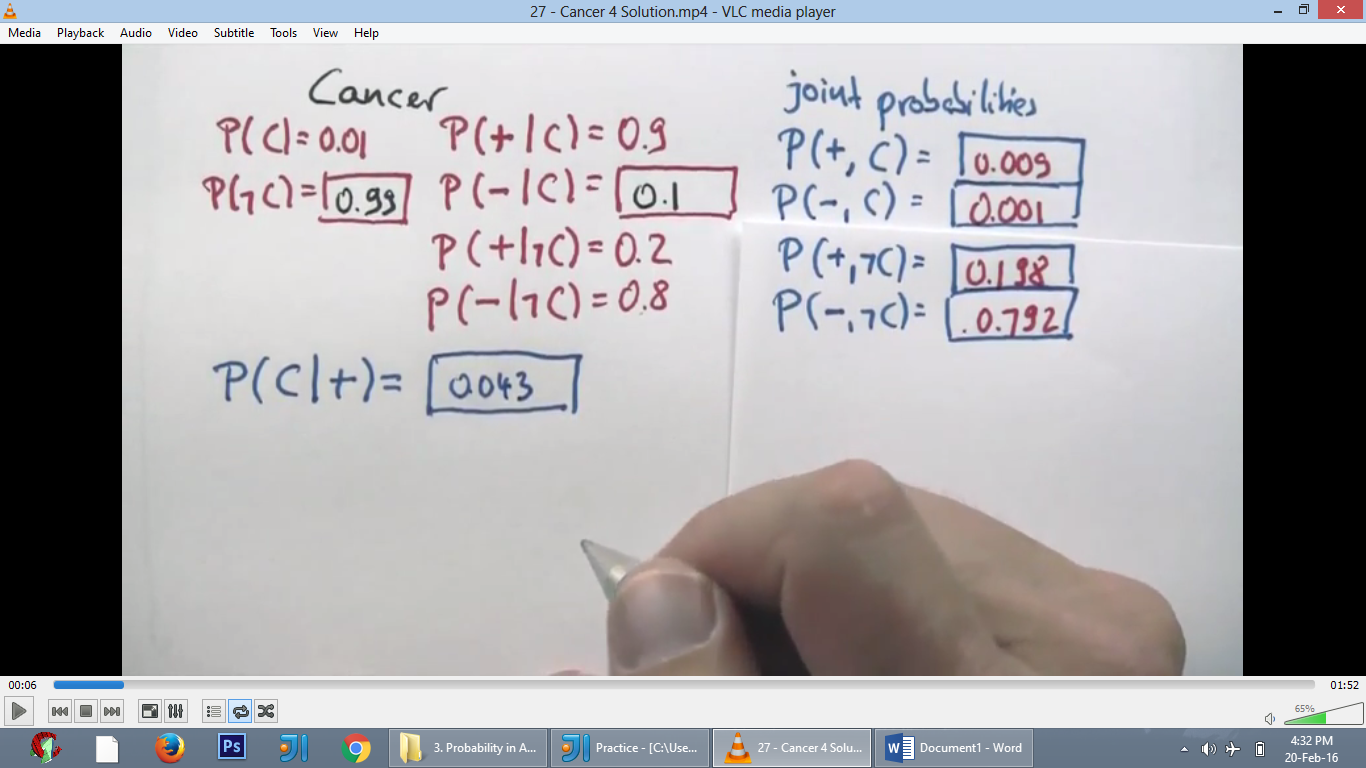 27 - Cancer 4 Solution.mp4 - VLC media player
Media Playback Audio Video Subtitle Tools View Help
Cancer
P(C)=0.01 P(+|C)=0.9
P(¬C)=0.99 P(-|C)=0.1
P(+|¬C)=0.2
P(-|¬C)=0.8
P(C|+)=0.043
joint probabilities
P(+,C)=0.009
P(-,C)=0.001
P(+,¬C)=0.198
P(-,¬C)=.0.792
00:06 01:52
65%
Ps 3. Probability in A... Practice - [C:\Use... 27 - Cancer 4 Solu... Document1 - Word 4:32 PM
20-Feb-16